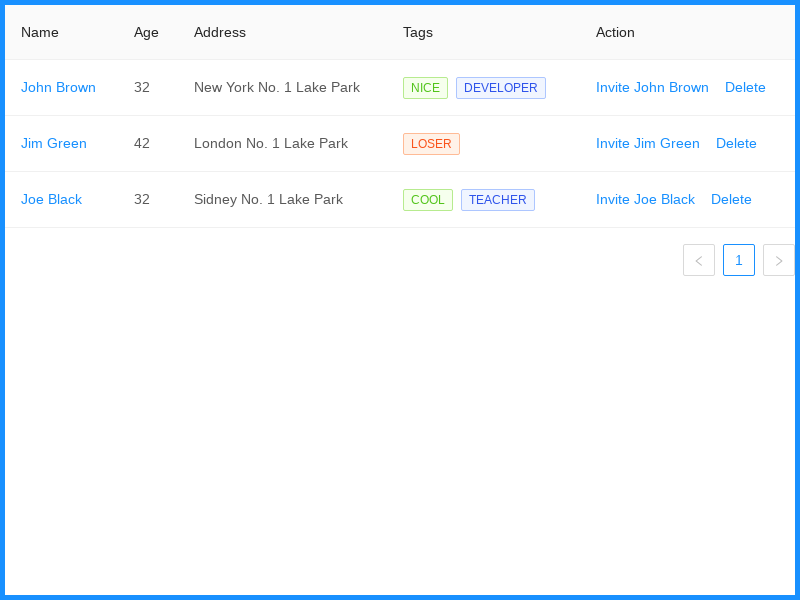 Name Age Address Tags Action
John Brown 32 New York No. 1 Lake Park NICE DEVELOPER Invite John Brown Delete
Jim Green 42 London No. 1 Lake Park LOSER Invite Jim Green Delete
Joe Black 32 Sidney No. 1 Lake Park COOL TEACHER Invite Joe Black Delete
1